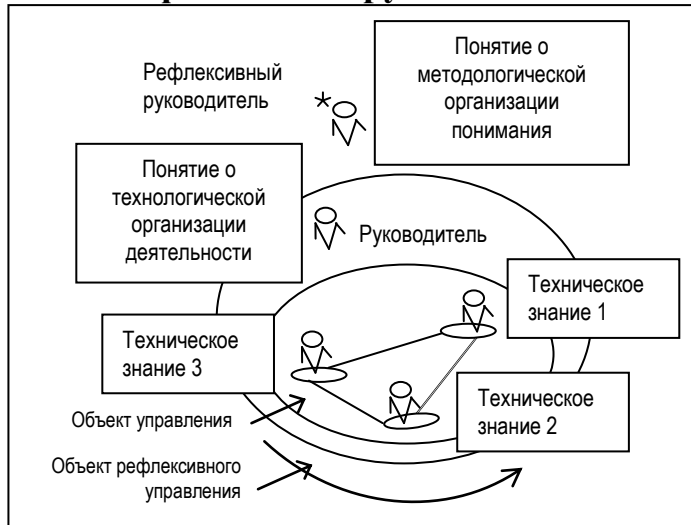 Понятие о
методологической
организации
понимания
Рефлексивный
руководитель
*
Понятие о
технологической
организации
деятельности
Руководитель
Техническое
знание 1
Техническое
знание 3
Техническое
знание 2
Объект управления
Объект рефлексивного
управления